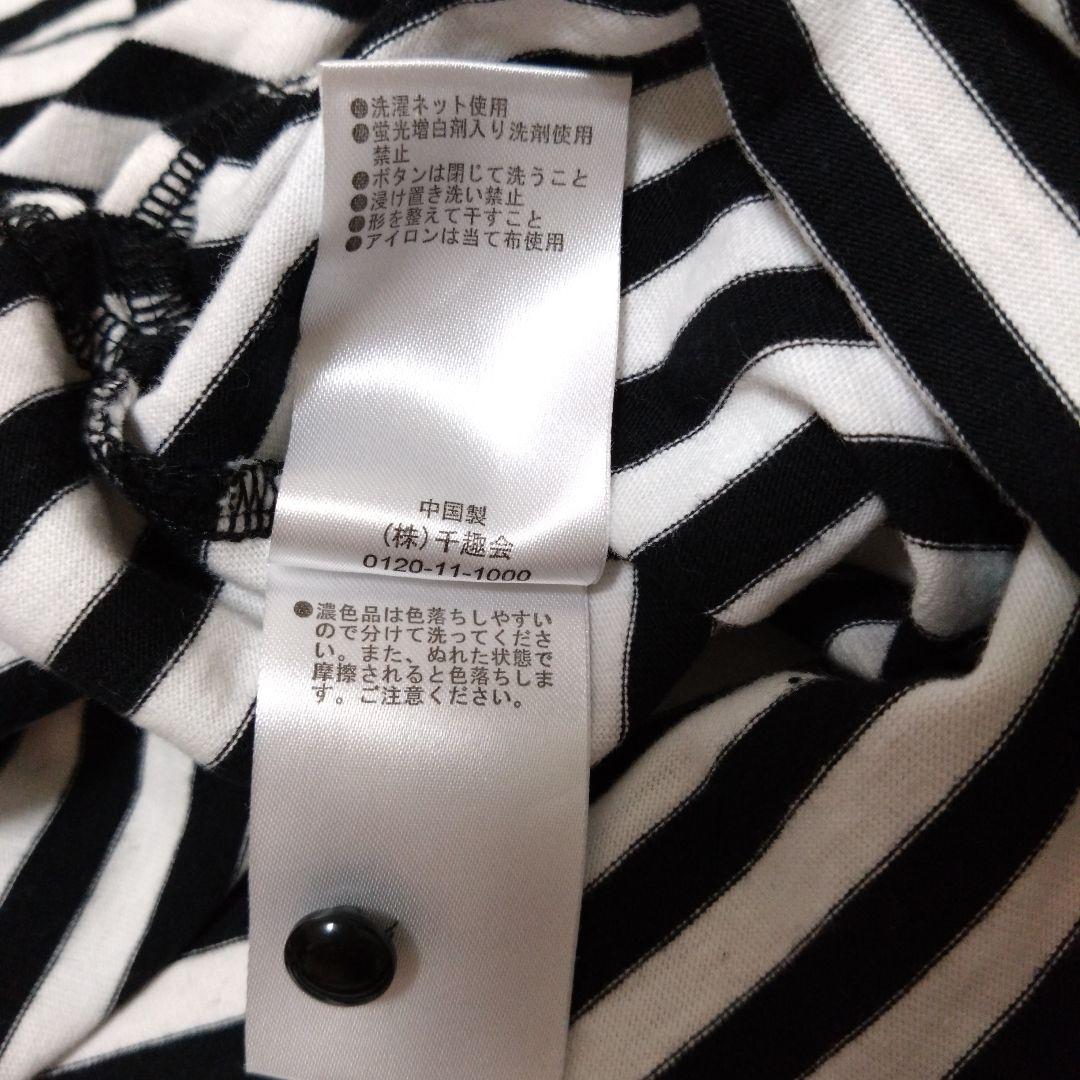 ●洗濯ネット使用
●蛍光増白剤入り洗剤使用
禁止
●ボタンは閉じて洗うこと
●浸け置き洗い禁止
●形を整えて干すこと
●アイロンは当て布使用
中国製
(株)千趣会
0120-11-1000
●濃色品は色落ちしやすい
ので分けて洗ってくださ
い。また、ぬれた状態で
摩擦されると色落ちしま
す。ご注意ください。